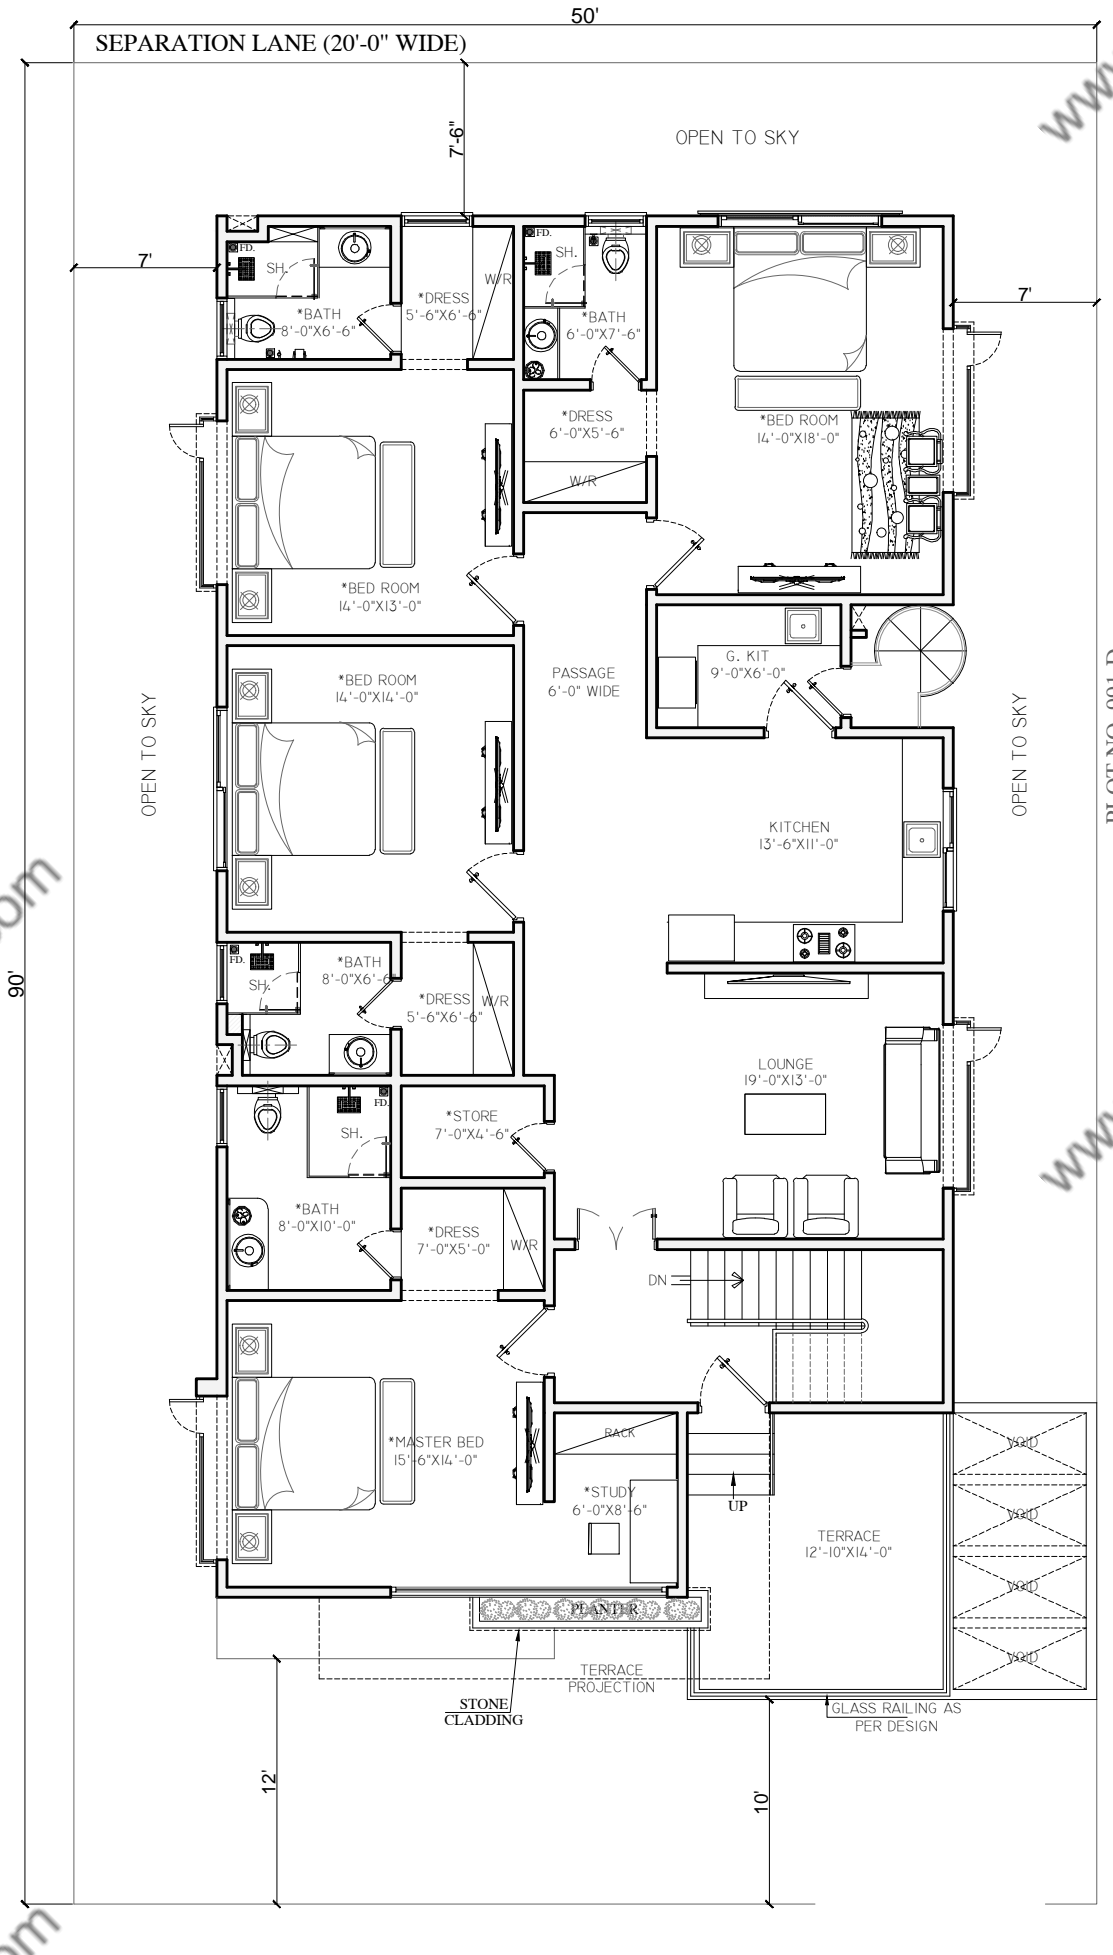 50'
SEPARATION LANE (20'-0" WIDE)
www
7'-6"
OPEN TO SKY
7'
7'
FD.
SH.
*BATH
8'-0"X6'-6"
*DRESS
5'-6"X6'-6"
W/R
FD.
SH.
*BATH
6'-0"X7'-6"
*DRESS
6'-0"X5'-6"
W/R
*BED ROOM
14'-0"X18'-0"
*BED ROOM
14'-0"X13'-0"
*BED ROOM
14'-0"X14'-0"
PASSAGE
6'-0" WIDE
G. KIT
9'-0"X6'-0"
OPEN TO SKY
OPEN TO SKY
KITCHEN
13'-6"X11'-0"
om
90'
FD.
SH.
*BATH
8'-0"X6'-6"
*DRESS
5'-6"X6'-6"
W/R
LOUNGE
19'-0"X13'-0"
www
FD.
SH.
*STORE
7'-0"X4'-6"
*BATH
8'-0"X10'-0"
*DRESS
7'-0"X5'-0"
W/R
DN
*MASTER BED
15'-6"X14'-0"
RACK
*STUDY
6'-0"X8'-6"
UP
TERRACE
12'-10"X14'-0"
VOID
VOID
VOID
VOID
PLANTER
TERRACE
PROJECTION
STONE
CLADDING
GLASS RAILING AS
PER DESIGN
12'
10'
om